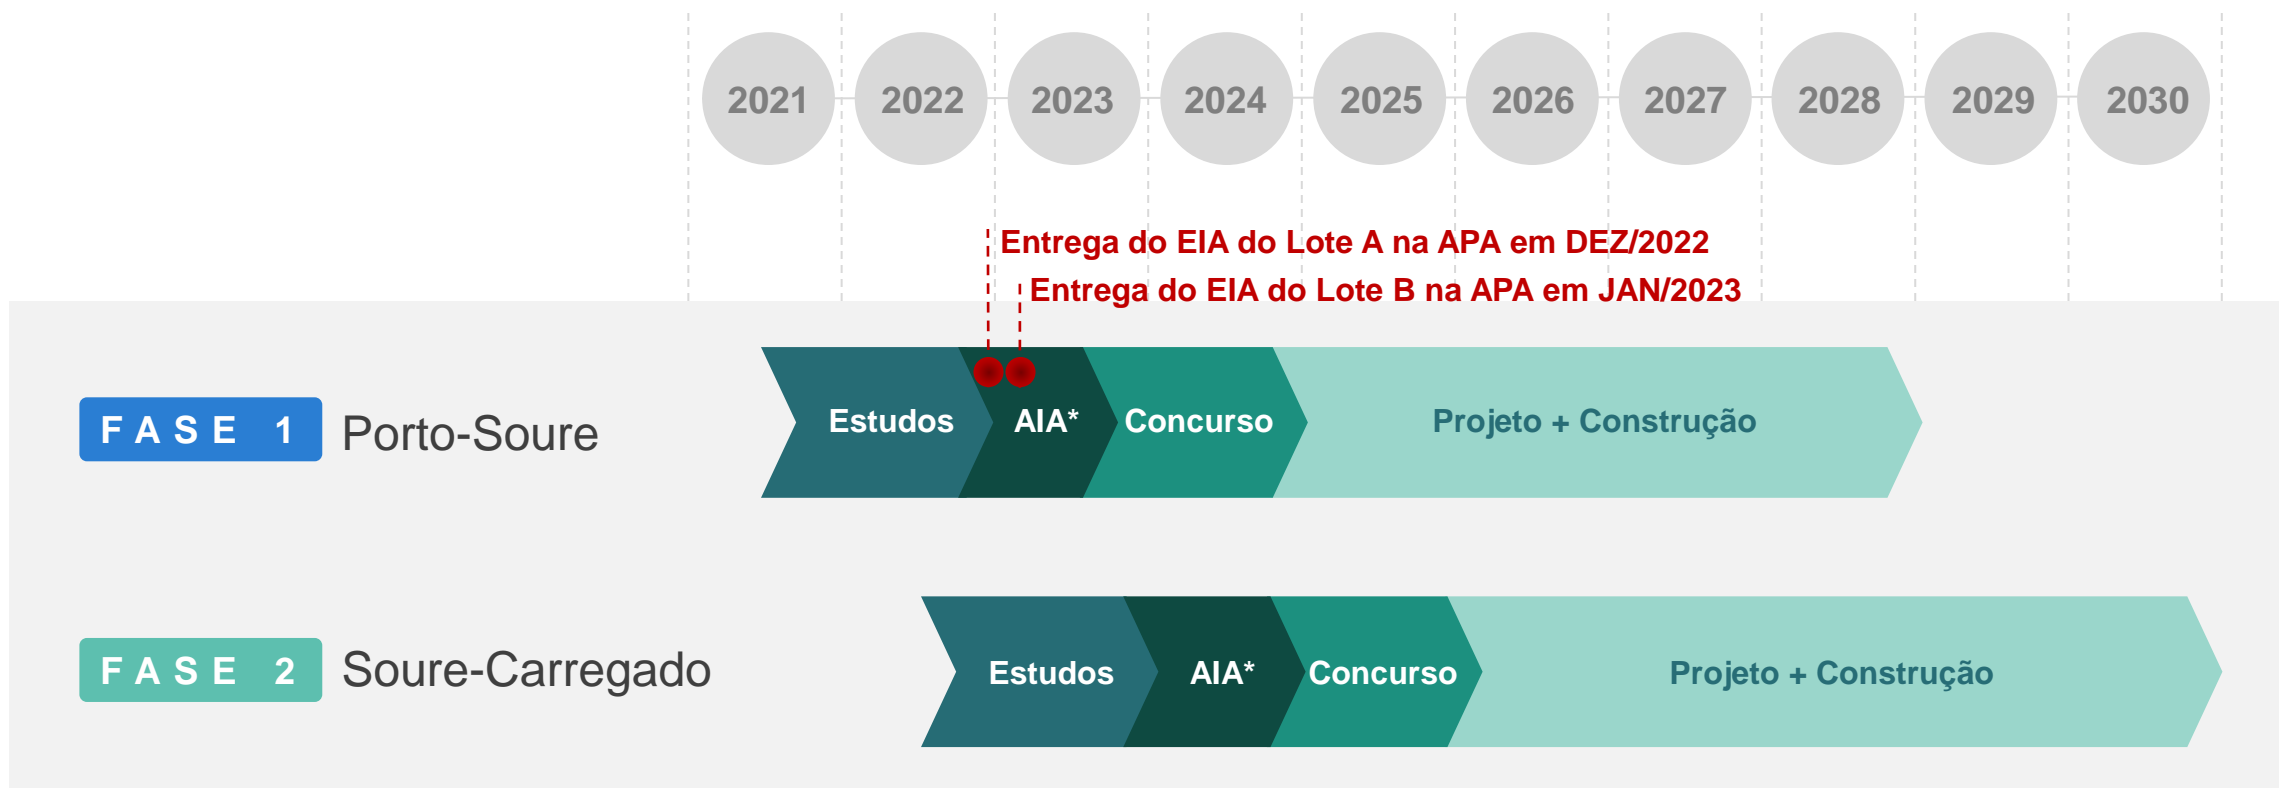 2021 2022 2023 2024 2025 2026 2027 2028 2029 2030
Entrega do EIA do Lote A na APA em DEZ/2022
Entrega do EIA do Lote B na APA em JAN/2023
FASE 1 Porto-Soure Estudos AIA* Concurso Projeto + Construção
FASE 2 Soure-Carregado Estudos AIA* Concurso Projeto + Construção